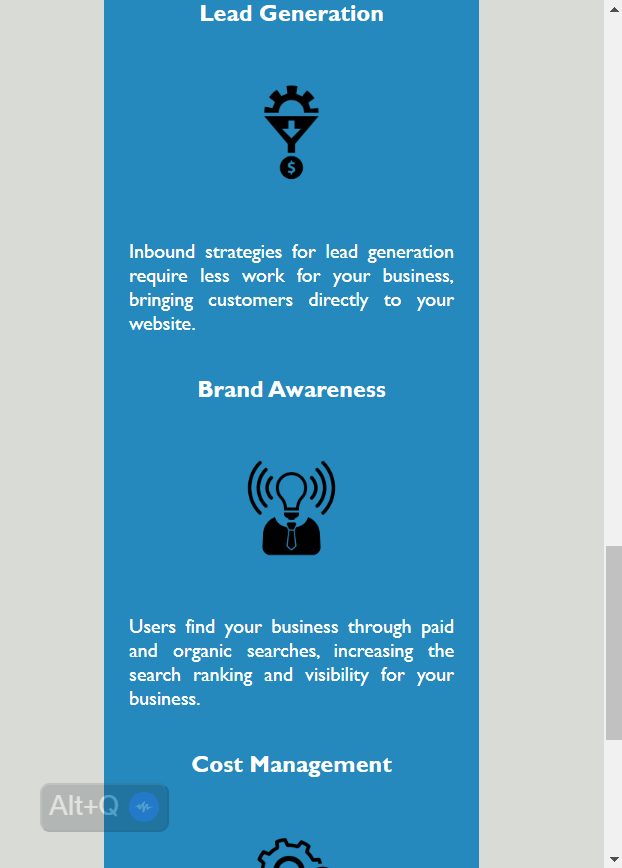 Lead Generation
$
Inbound strategies for lead generation
require less work for your business,
bringing customers directly to your
website.
Brand Awareness
Users find your business through paid
and organic searches, increasing the
search ranking and visibility for your
business.
Cost Management
Alt+Q